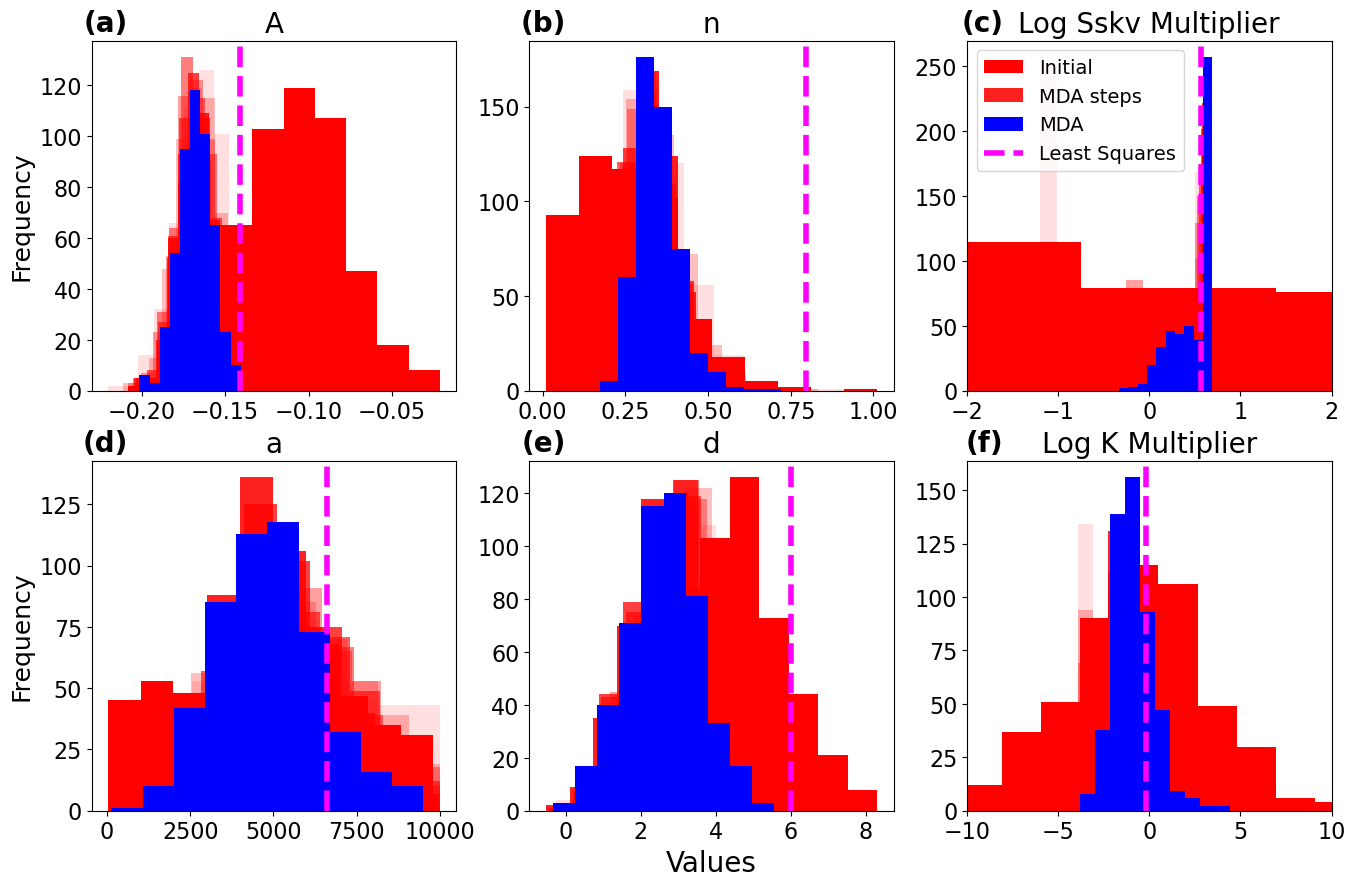 (a) A
(b) n
(c) Log Sskv Multiplier
Frequency
0 20 40 60 80 100 120
−0.20 −0.15 −0.10 −0.05
0 50 100 150
0.00 0.25 0.50 0.75 1.00
0 50 100 150 200 250
−2 −1 0 1 2
Initial
MDA steps
MDA
Least Squares
(d) a
(e) d
(f) Log K Multiplier
Frequency
0 25 50 75 100 125
0 2500 5000 7500 10000
0 20 40 60 80 100 120
0 2 4 6 8
0 25 50 75 100 125 150
−10 −5 0 5 10
Values